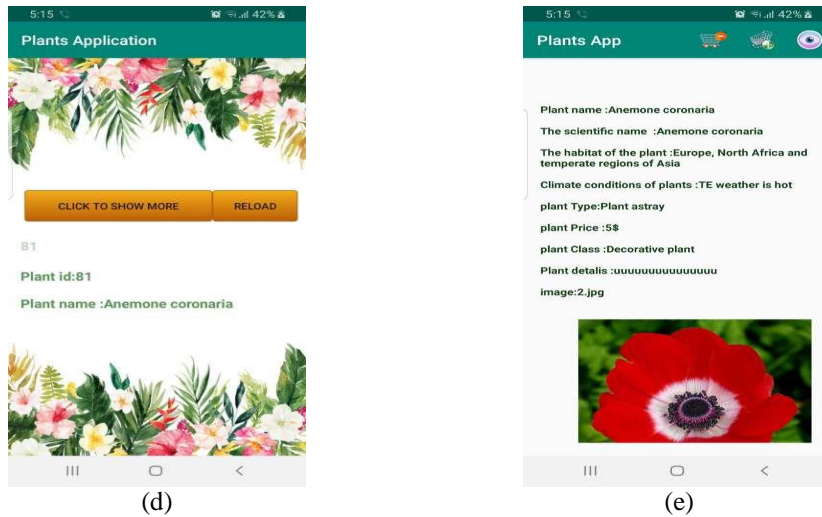 5:15
42%
Plants Application
CLICK TO SHOW MORE
RELOAD
81
Plant id:81
Plant name :Anemone coronaria
(d)
5:15
42%
Plants App
Plant name :Anemone coronaria
The scientific name :Anemone coronaria
The habitat of the plant :Europe, North Africa and
temperate regions of Asia
Climate conditions of plants :TE weather is hot
plant Type:Plant astray
plant Price :5$
plant Class :Decorative plant
Plant detalis :uuuuuuuuuuuuuuu
image:2.jpg
(e)